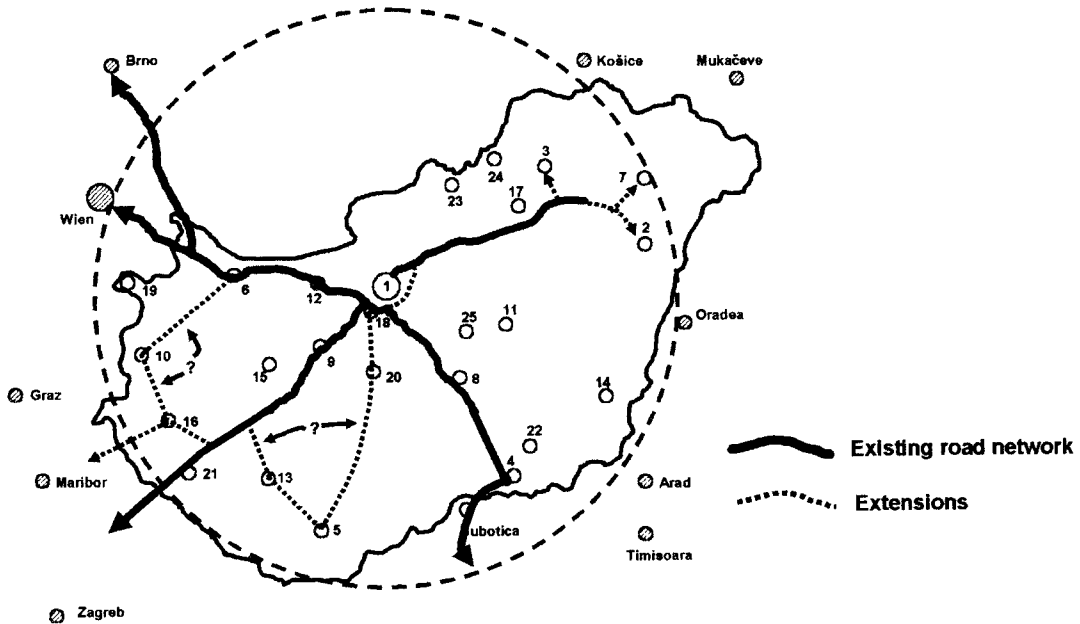 Brno
Košice
Mukačeve
3
7
24
23
17
Wien
2
1
19
6
12
18
11
25
Oradea
10
9
?
15
20
8
14
Graz
16
?
22
Existing road network
4
21
13
Maribor
Arad
Extensions
5
ubotica
Timisoara
Zagreb